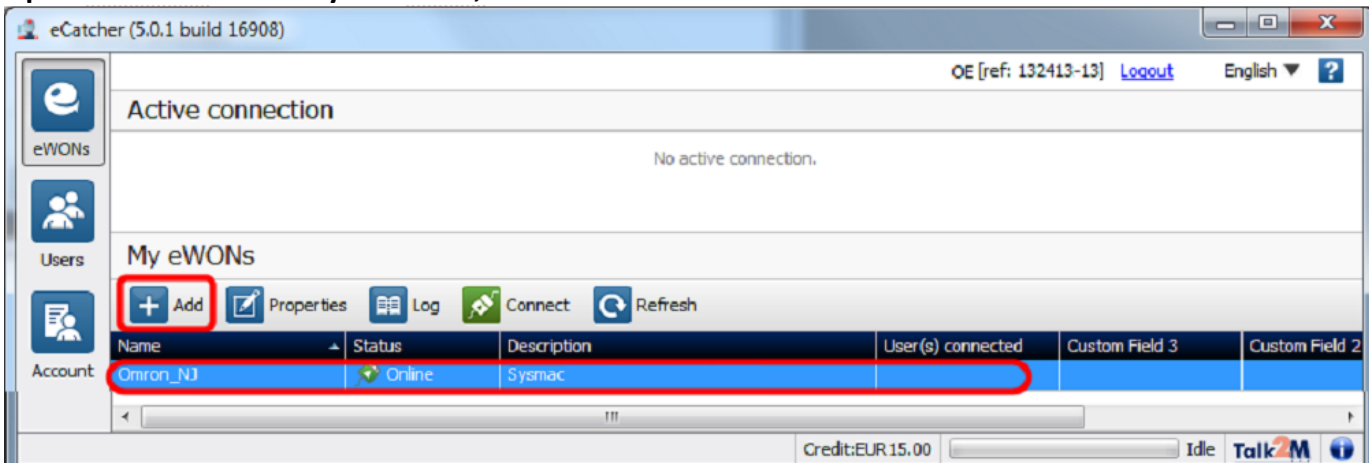 eCatcher (5.0.1 build 16908)
OE [ref: 132413-13] Logout English ?
Active connection
eWONs
No active connection.
Users
My eWONs
Add Properties Log Connect Refresh
Name Status Description User(s) connected Custom Field 3 Custom Field 2
Account
Omron_NJ Online Sysmac
Credit:EUR 15.00 Idle Talk2M